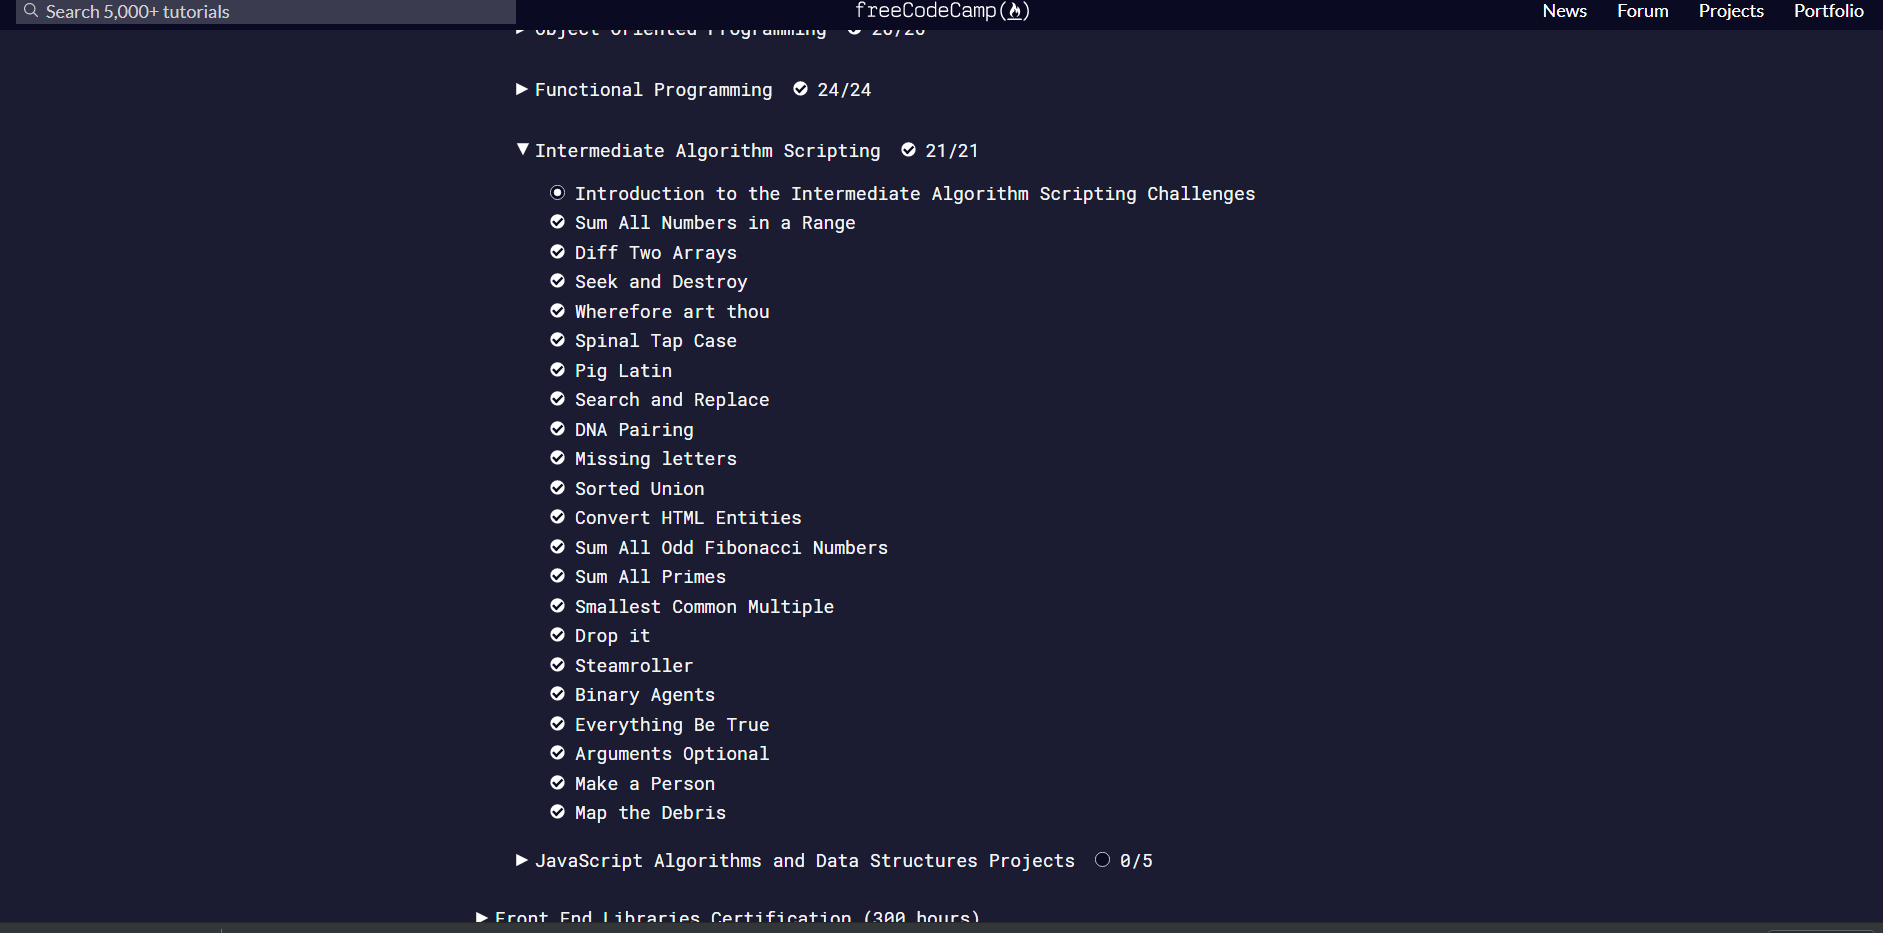 Search 5,000+ tutorials
freeCodeCamp
News Forum Projects Portfolio
Object Oriented Programming 26/26
Functional Programming 24/24
Intermediate Algorithm Scripting 21/21
Introduction to the Intermediate Algorithm Scripting Challenges
Sum All Numbers in a Range
Diff Two Arrays
Seek and Destroy
Wherefore art thou
Spinal Tap Case
Pig Latin
Search and Replace
DNA Pairing
Missing letters
Sorted Union
Convert HTML Entities
Sum All Odd Fibonacci Numbers
Sum All Primes
Smallest Common Multiple
Drop it
Steamroller
Binary Agents
Everything Be True
Arguments Optional
Make a Person
Map the Debris
JavaScript Algorithms and Data Structures Projects 0/5
Front End Libraries Certification (300 hours)